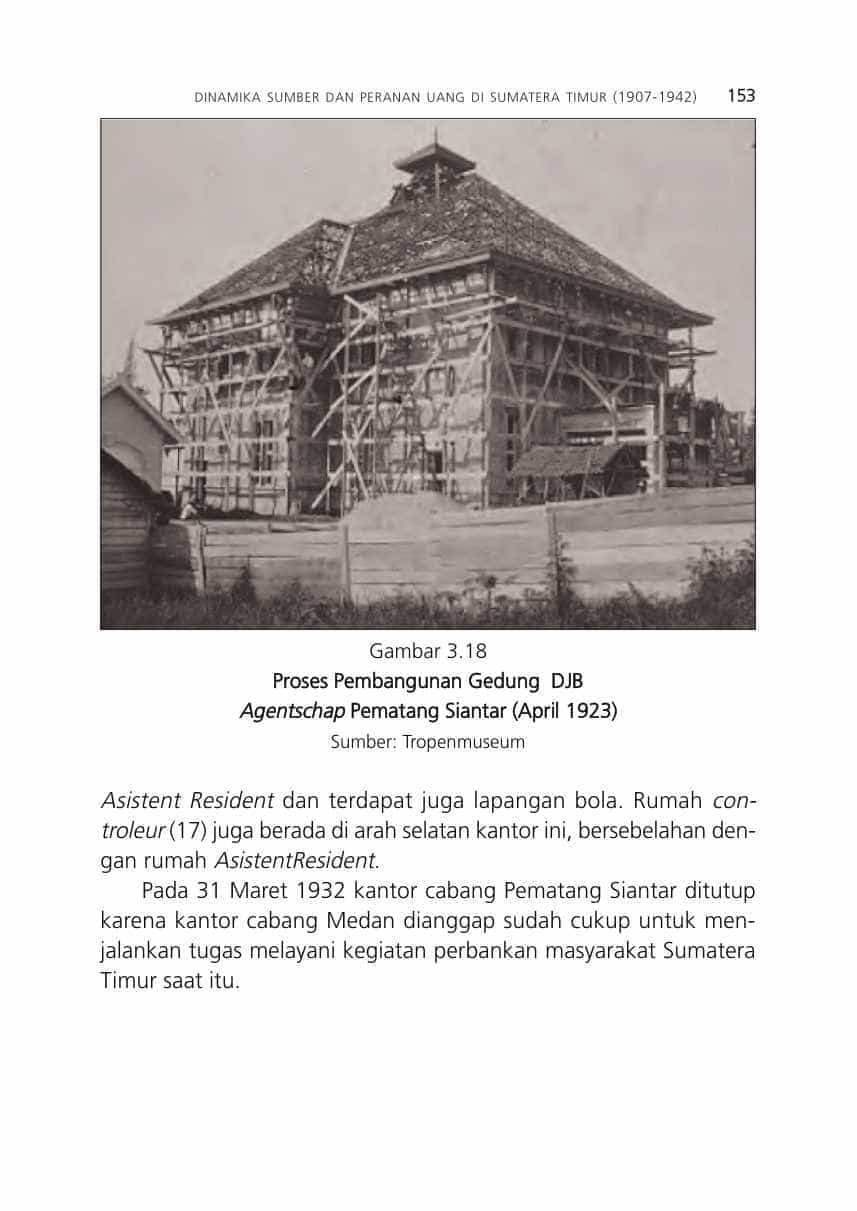 DINAMIKA SUMBER DAN PERANAN UANG DI SUMATERA TIMUR (1907-1942) 153
Gambar 3.18
Proses Pembangunan Gedung DJB
Agentschap Pematang Siantar (April 1923)
Sumber: Tropenmuseum
Asistent Resident dan terdapat juga lapangan bola. Rumah con-
troleur (17) juga berada di arah selatan kantor ini, bersebelahan den-
gan rumah AsistentResident.
Pada 31 Maret 1932 kantor cabang Pematang Siantar ditutup
karena kantor cabang Medan dianggap sudah cukup untuk men-
jalankan tugas melayani kegiatan perbankan masyarakat Sumatera
Timur saat itu.